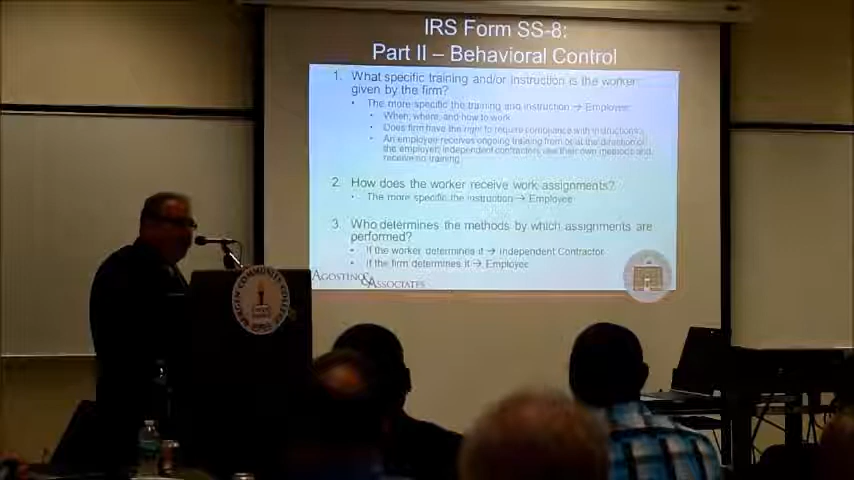 IRS Form SS-8:
Part II – Behavioral Control
1. What specific training and/or instruction is the worker
given by the firm?
• The more specific the training and instruction → Employee
• When, where, and how to work
• Does firm have the right to require compliance with instructions
• An employee receives ongoing training from or at the direction of
the employer; independent contractors use their own methods and
receive no training
2. How does the worker receive work assignments?
• The more specific the instruction → Employee
3. Who determines the methods by which assignments are
performed?
• If the worker determines it → Independent Contractor
• If the firm determines it → Employee
AGOSTINO & ASSOCIATES
BERGEN COMMUNITY COLLEGE